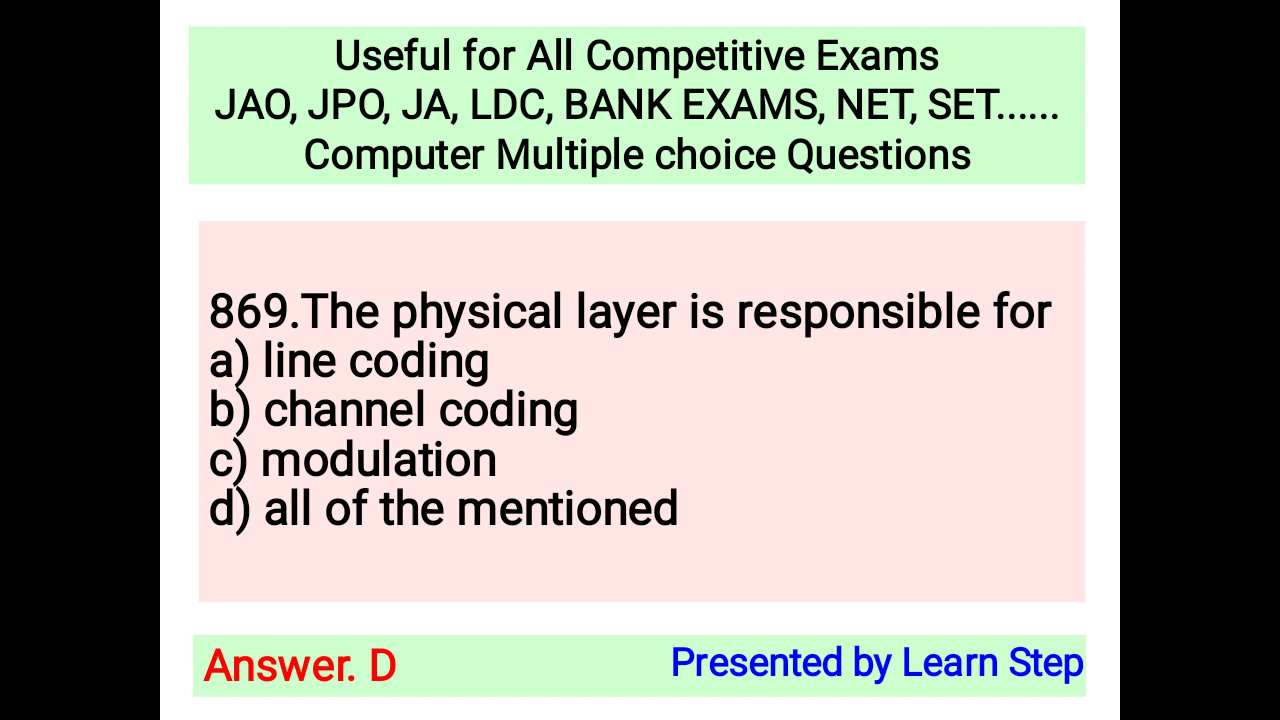 Useful for All Competitive Exams
JAO, JPO, JA, LDC, BANK EXAMS, NET, SET......
Computer Multiple choice Questions
869.The physical layer is responsible for
a) line coding
b) channel coding
c) modulation
d) all of the mentioned
Answer. D
Presented by Learn Step